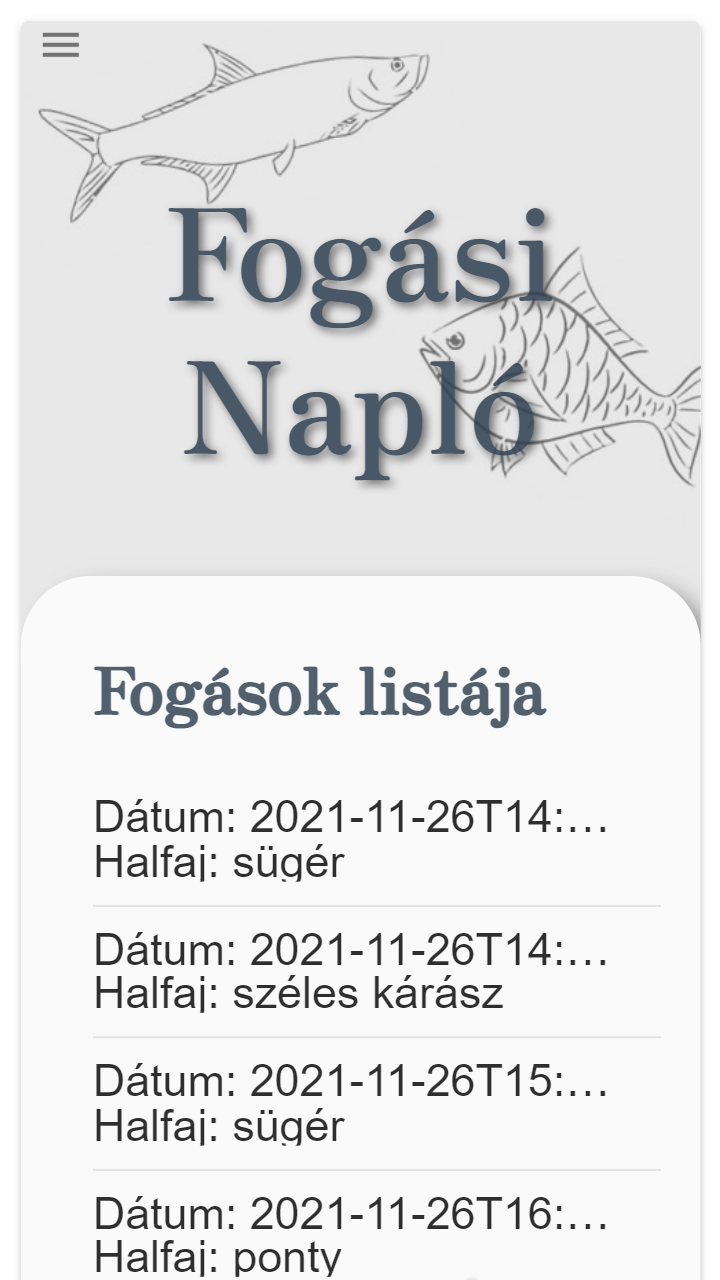 Fogási
Napló
Fogások listája
Dátum: 2021-11-26T14:…
Halfaj: sügér
Dátum: 2021-11-26T14:…
Halfaj: széles kárász
Dátum: 2021-11-26T15:…
Halfaj: sügér
Dátum: 2021-11-26T16:…
Halfaj: ponty